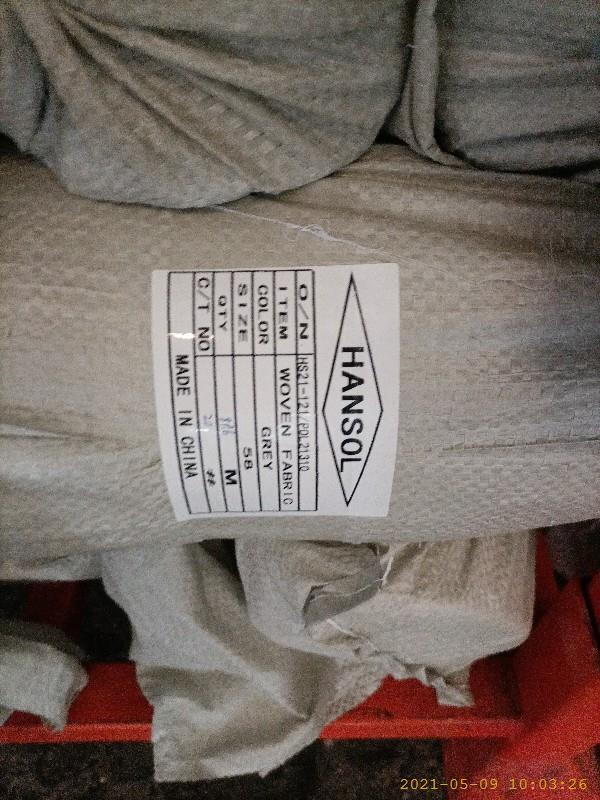 HANSOL
O/N HS21-121/POL21310
ITEM WOVEN FABRIC
COLOR GREY
SIZE 58
QTY M
C/T NO #
MADE IN CHINA
2021-05-09 10:03:26